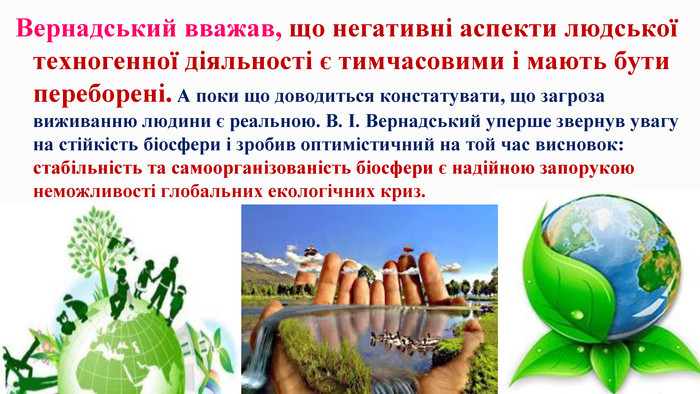 Вернадський вважав, що негативні аспекти людської
техногенної діяльності є тимчасовими і мають бути
переборені. А поки що доводиться констатувати, що загроза
виживанню людини є реальною. В. І. Вернадський уперше звернув увагу
на стійкість біосфери і зробив оптимістичний на той час висновок:
стабільність та самоорганізованість біосфери є надійною запорукою
неможливості глобальних екологічних криз.